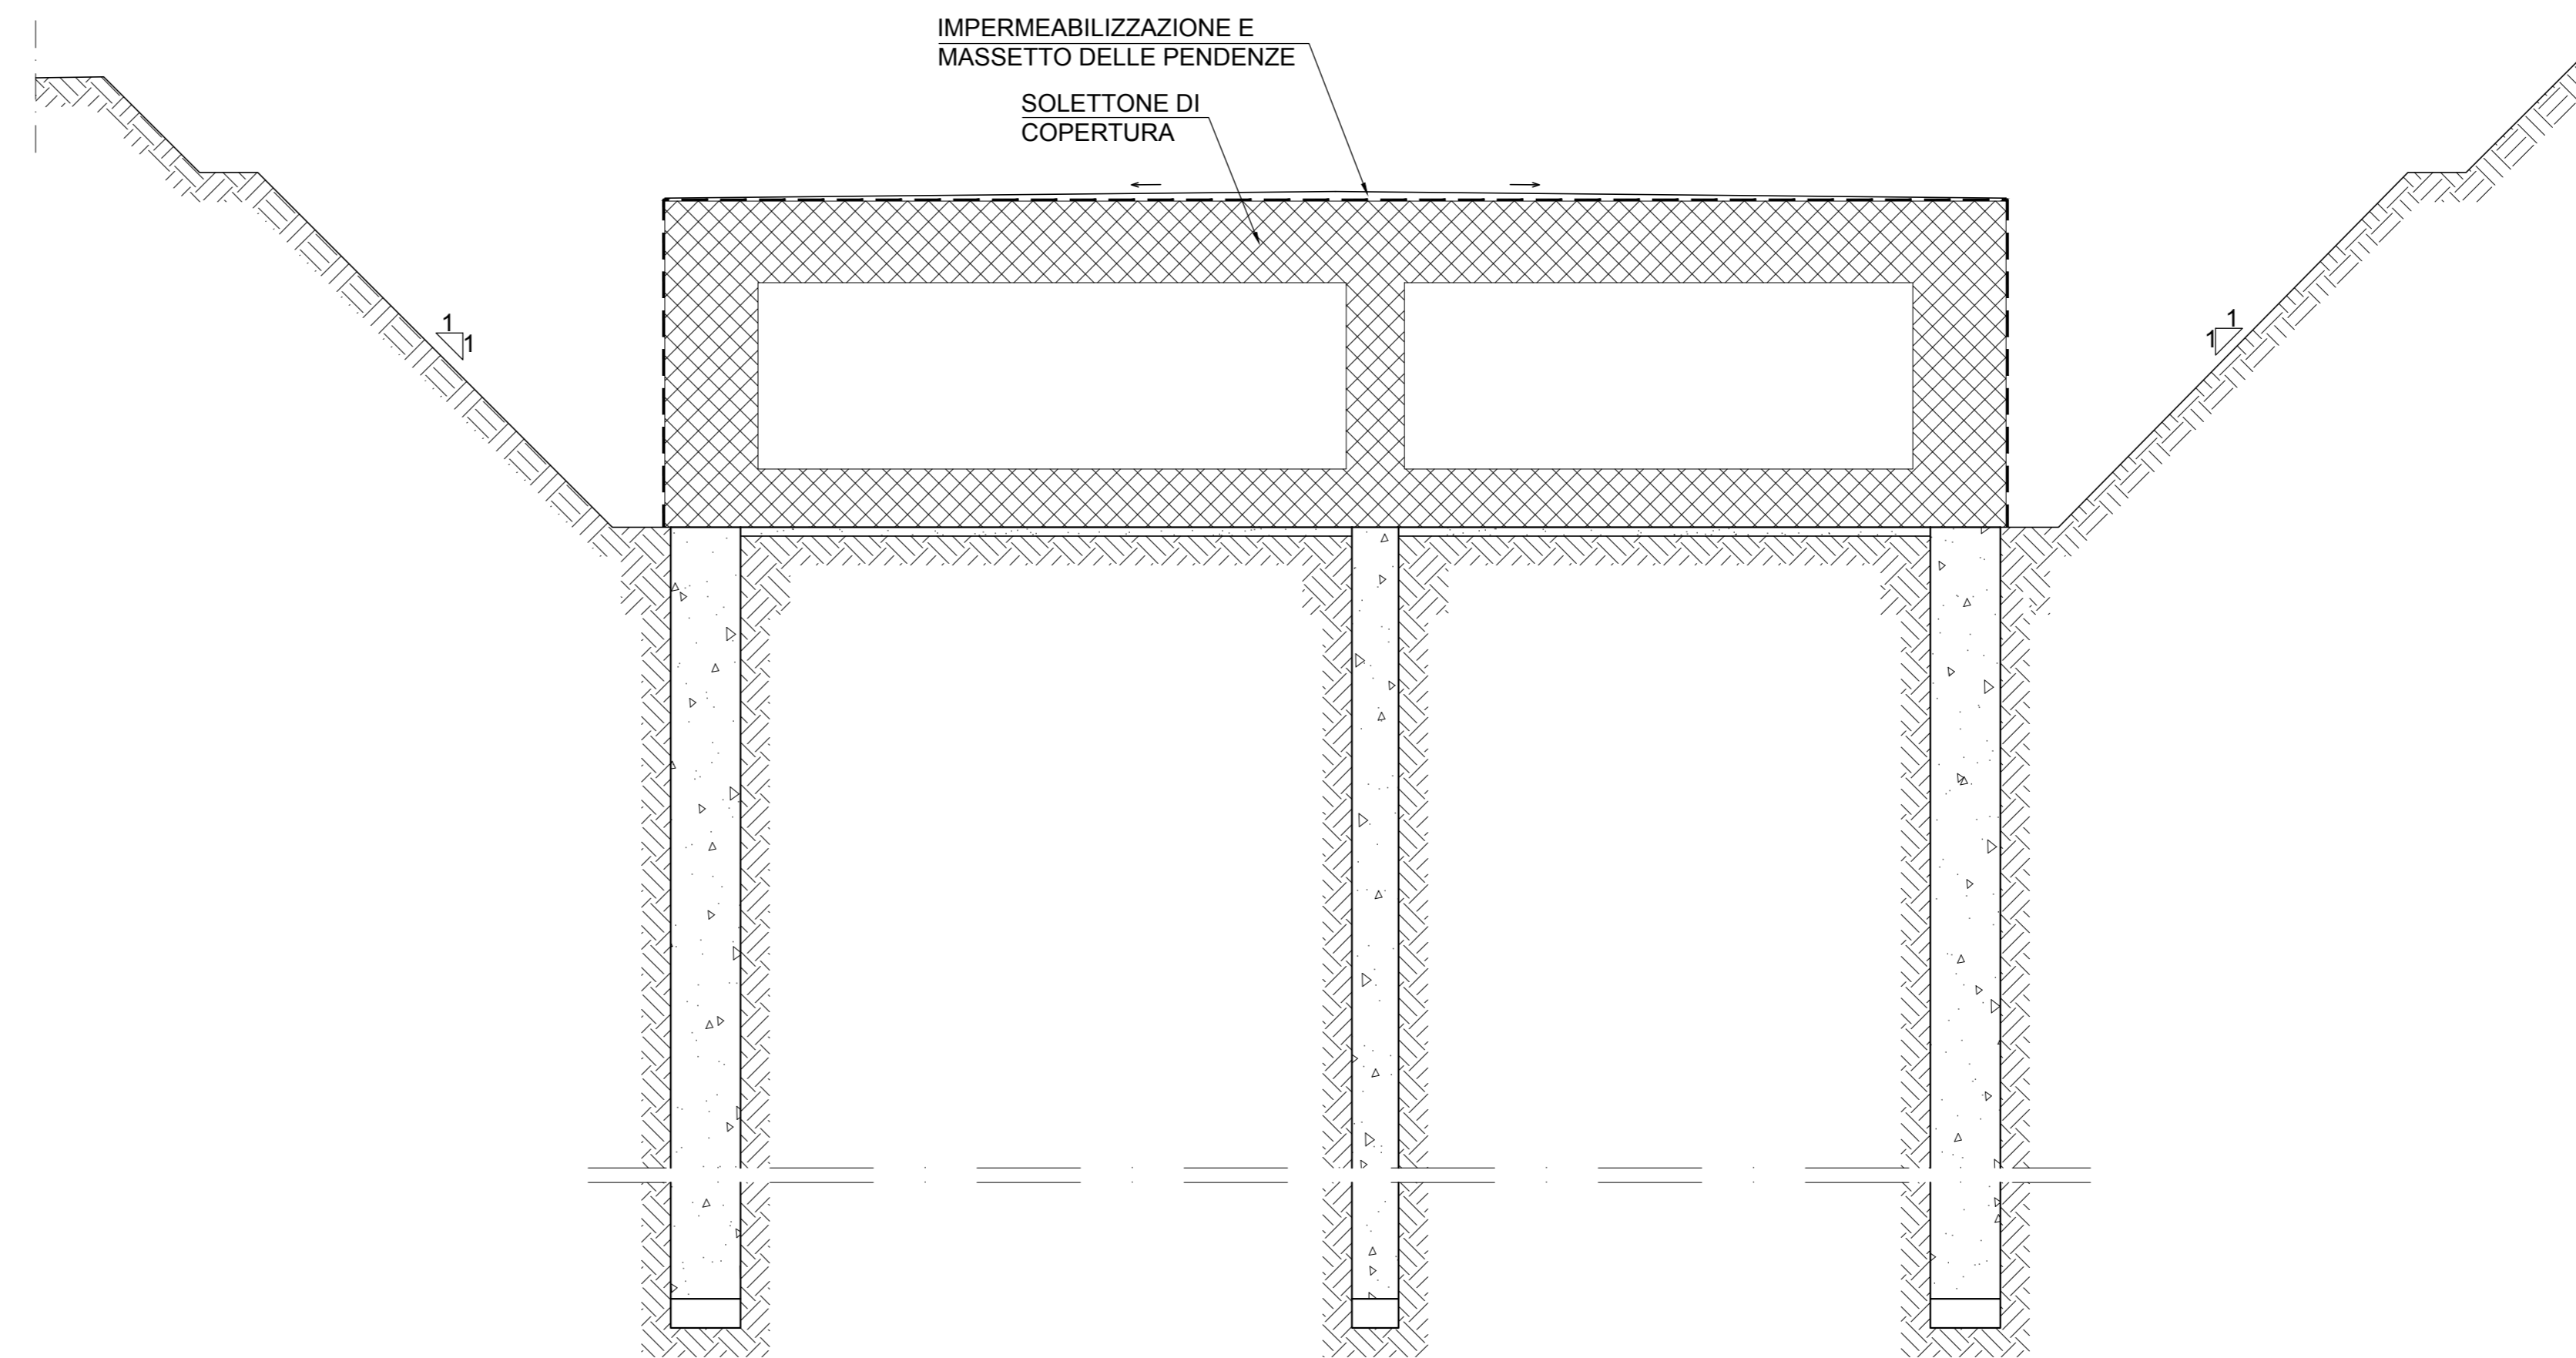 IMPERMEABILIZZAZIONE E
MASSETTO DELLE PENDENZE
SOLETTONE DI
COPERTURA
1
1
1
1